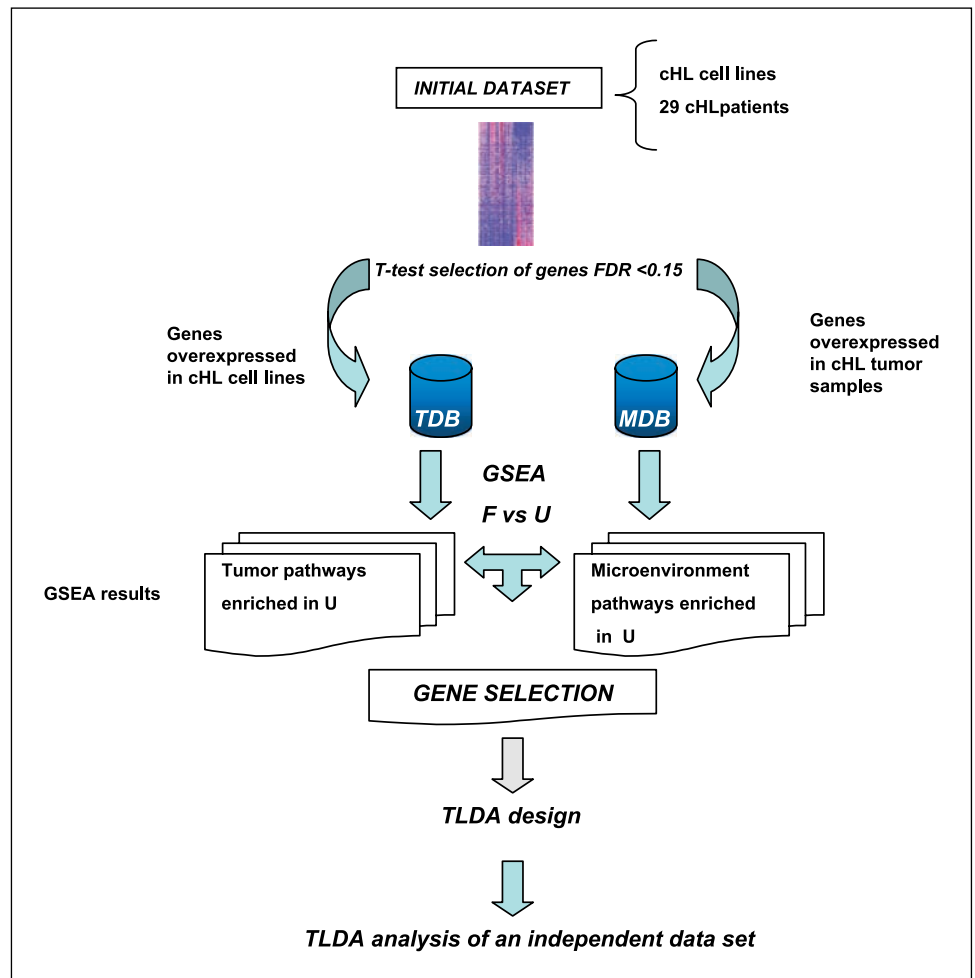 INITIAL DATASET
cHL cell lines
29 cHLpatients
T-test selection of genes FDR <0.15
Genes
overexpressed
in cHL cell lines
Genes
overexpressed
in cHL tumor
samples
TDB
MDB
GSEA
F vs U
GSEA results
Tumor pathways
enriched in U
Microenvironment
pathways enriched
in U
GENE SELECTION
TLDA design
TLDA analysis of an independent data set